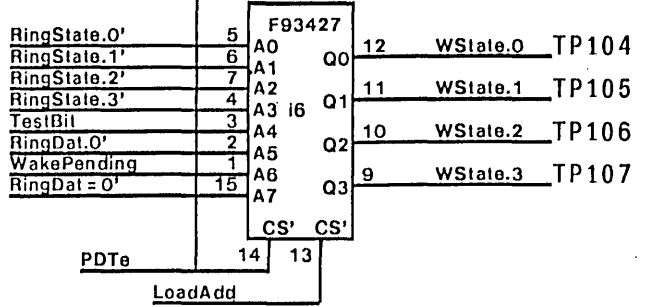 F93427
RingState.0' 5 A0
RingState.1' 6 A1
RingState.2' 7 A2
RingState.3' 4 A3 i6
TestBit 3 A4
RingDat.0' 2 A5
WakePending 1 A6
RingDat = 0' 15 A7
Q0 12 WState.0 TP104
Q1 11 WState.1 TP105
Q2 10 WState.2 TP106
Q3 9 WState.3 TP107
CS' CS'
PDTe 14 13
LoadAdd